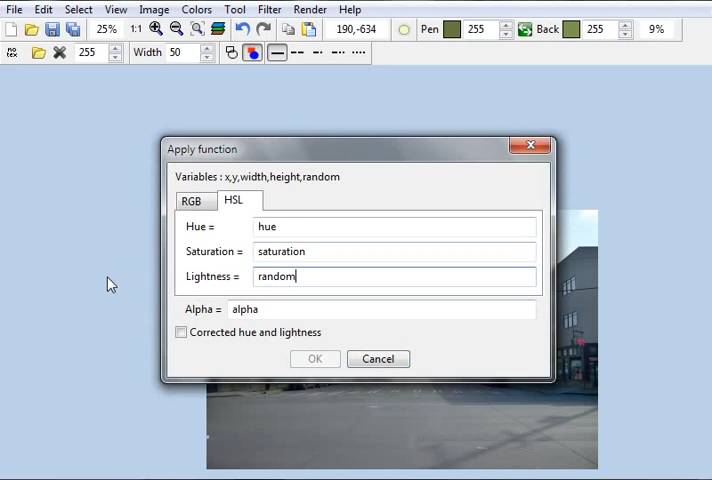 File Edit Select View Image Colors Tool Filter Render Help
25% 1:1 190,-634 Pen 255 Back 255 9%
no tex 255 Width 50
Apply function
Variables : x,y,width,height,random
RGB HSL
Hue = hue
Saturation = saturation
Lightness = random
Alpha = alpha
Corrected hue and lightness
OK Cancel